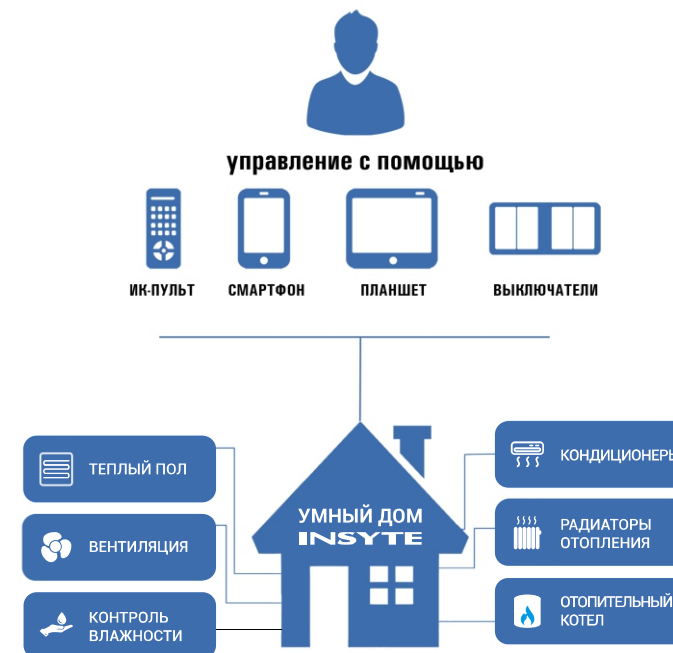 управление с помощью
ИК-ПУЛЬТ
СМАРТФОН
ПЛАНШЕТ
ВЫКЛЮЧАТЕЛИ
УМНЫЙ ДОМ
INSYTE
ТЕПЛЫЙ ПОЛ
ВЕНТИЛЯЦИЯ
КОНТРОЛЬ
ВЛАЖНОСТИ
КОНДИЦИОНЕРЫ
РАДИАТОРЫ
ОТОПЛЕНИЯ
ОТОПИТЕЛЬНЫЙ
КОТЕЛ